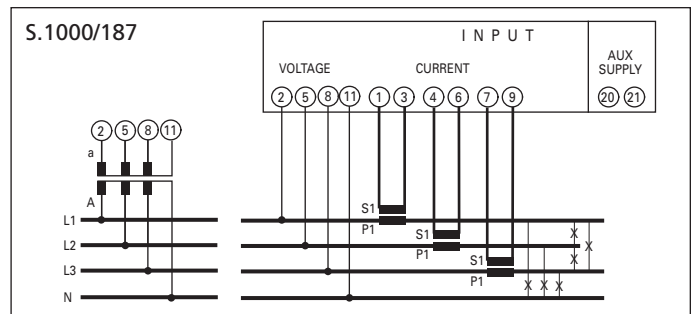 S.1000/187
INPUT
VOLTAGE
CURRENT
AUX
SUPPLY
2 5 8 11 1 3 4 6 7 9 20 21
2 5 8 11
a
A
S1
L1
P1 S1
L2
P1 S1
L3
P1
N
X
X X
X X X